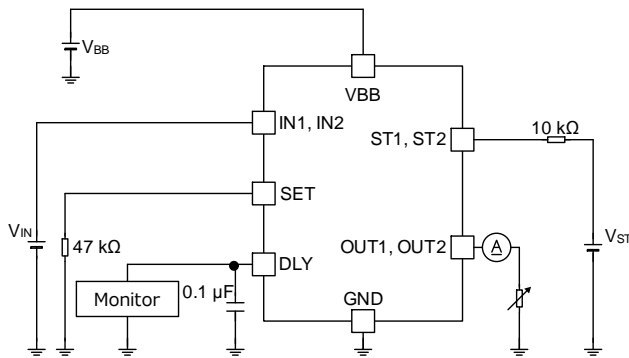 VBB
VBB
IN1, IN2
ST1, ST2
10 kΩ
SET
VIN
47 kΩ
OUT1, OUT2
A
VST
DLY
Monitor
0.1 µF
GND